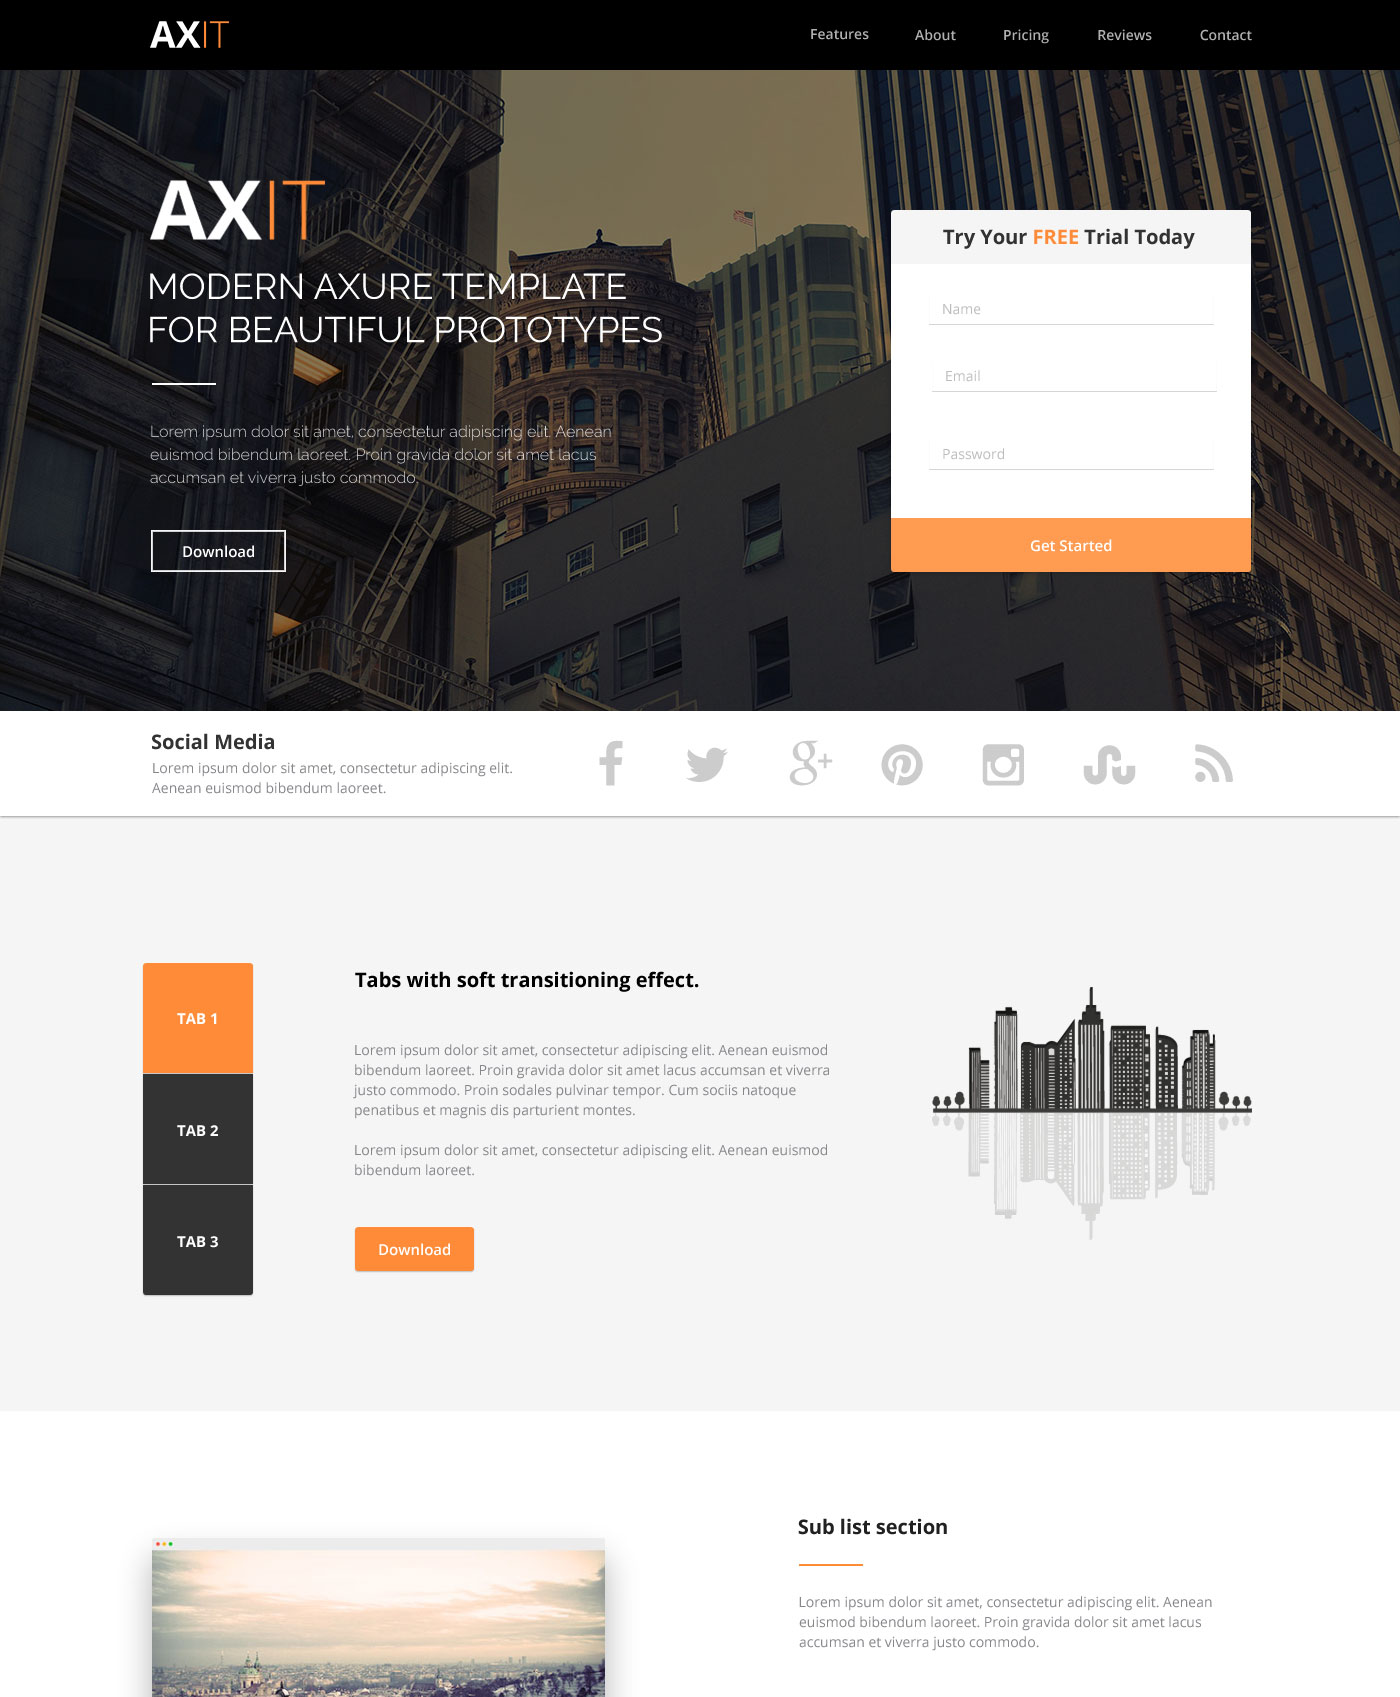 AXIT
Features About Pricing Reviews Contact
AXIT
MODERN AXURE TEMPLATE
FOR BEAUTIFUL PROTOTYPES
Lorem ipsum dolor sit amet, consectetur adipiscing elit. Aenean
euismod bibendum laoreet. Proin gravida dolor sit amet lacus
accumsan et viverra justo commodo.
Download
Try Your FREE Trial Today
Name
Email
Password
Get Started
Social Media
Lorem ipsum dolor sit amet, consectetur adipiscing elit.
Aenean euismod bibendum laoreet.
TAB 1
TAB 2
TAB 3
Tabs with soft transitioning effect.
Lorem ipsum dolor sit amet, consectetur adipiscing elit. Aenean euismod
bibendum laoreet. Proin gravida dolor sit amet lacus accumsan et viverra
justo commodo. Proin sodales pulvinar tempor. Cum sociis natoque
penatibus et magnis dis parturient montes.
Lorem ipsum dolor sit amet, consectetur adipiscing elit. Aenean euismod
bibendum laoreet.
Download
Sub list section
Lorem ipsum dolor sit amet, consectetur adipiscing elit. Aenean
euismod bibendum laoreet. Proin gravida dolor sit amet lacus
accumsan et viverra justo commodo.